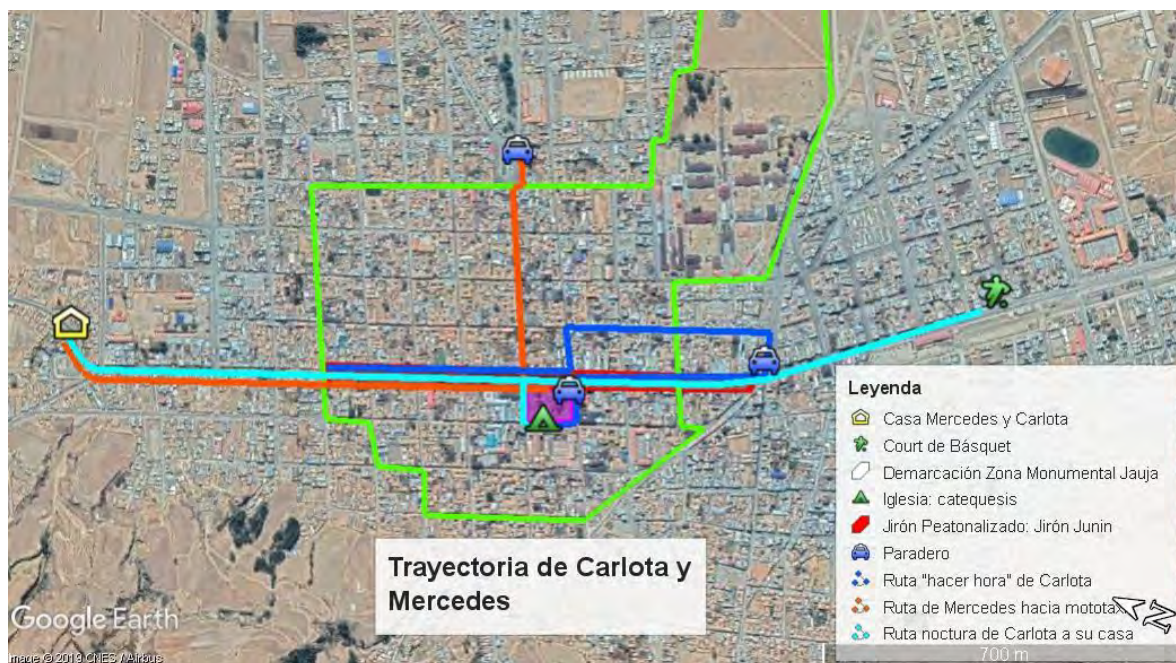 Trayectoria de Carlota y
Mercedes
Leyenda
Casa Mercedes y Carlota
Court de Básquet
Demarcación Zona Monumental Jauja
Iglesia: catequesis
Jirón Peatonalizado: Jirón Junin
Paradero
Ruta "hacer hora" de Carlota
Ruta de Mercedes hacia motota
Ruta noctura de Carlota a su casa
700 m
Google Earth
Image © 2019 CNES / Airbus